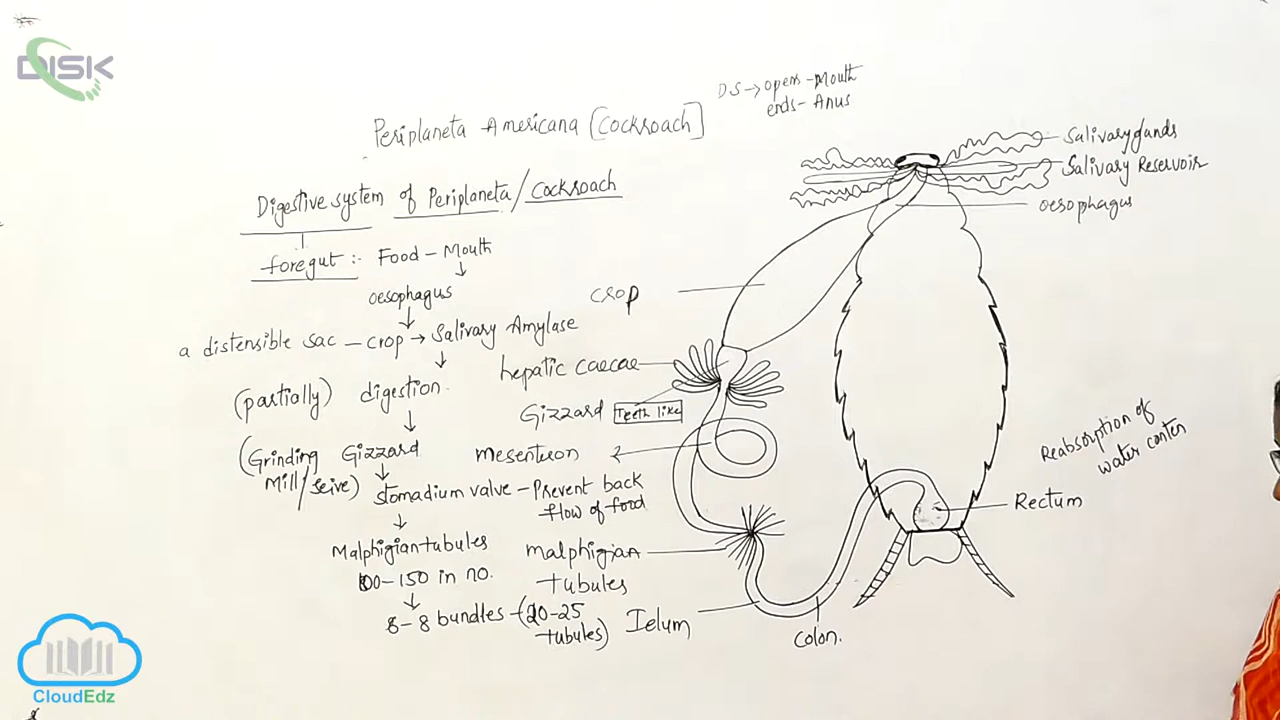 DISK
DS → opens - Mouth
ends - Anus
Periplaneta Americana [Cockroach]
Digestive system of Periplaneta / Cockroach
foregut :- Food - Mouth
oesophagus
a distensible sac - crop → Salivary Amylase
(partially) digestion.
(Grinding Gizzard
Mill / seive)
stomadium valve - Prevent back
flow of food
Malphigian tubules
100-150 in no.
8-8 bundles - (20-25
tubules)
Salivary glands
Salivary Reservoir
oesophagus
crop
hepatic caecae
Gizzard Teeth like
mesenteron
malphigian
tubules
Ielum
colon.
Rectum
Reabsorption of
water conten
CloudEdz